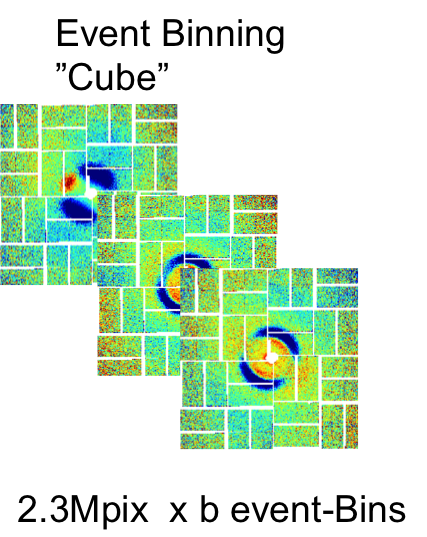 Event Binning
”Cube”
2.3Mpix x b event-Bins